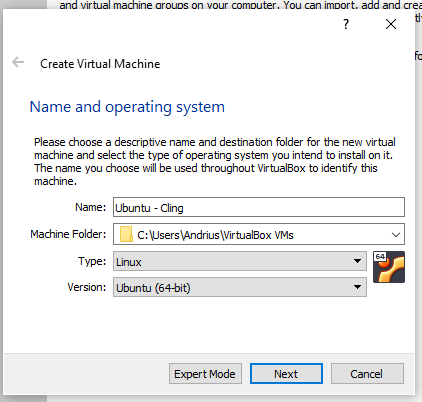 and virtual machine groups on your computer. You can import, add and crea
?
Create Virtual Machine
Name and operating system
Please choose a descriptive name and destination folder for the new virtual
machine and select the type of operating system you intend to install on it.
The name you choose will be used throughout VirtualBox to identify this
machine.
Name: Ubuntu - Cling
Machine Folder: C:\Users\Andrius\VirtualBox VMs
Type: Linux
64
Version: Ubuntu (64-bit)
Expert Mode Next Cancel